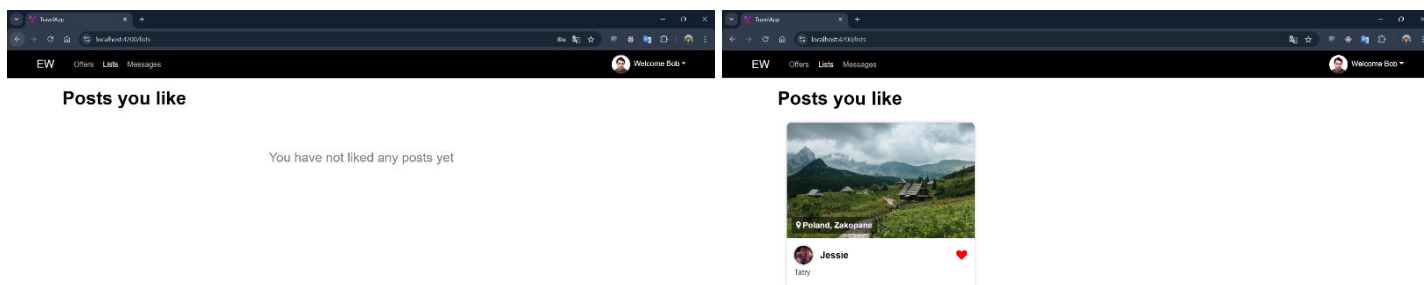 TravelApp
localhost:4200/lists
EW Offers Lists Messages Welcome Bob
Posts you like
You have not liked any posts yet
TravelApp
localhost:4200/lists
EW Offers Lists Messages Welcome Bob
Posts you like
Poland, Zakopane
Jessie
Tatry